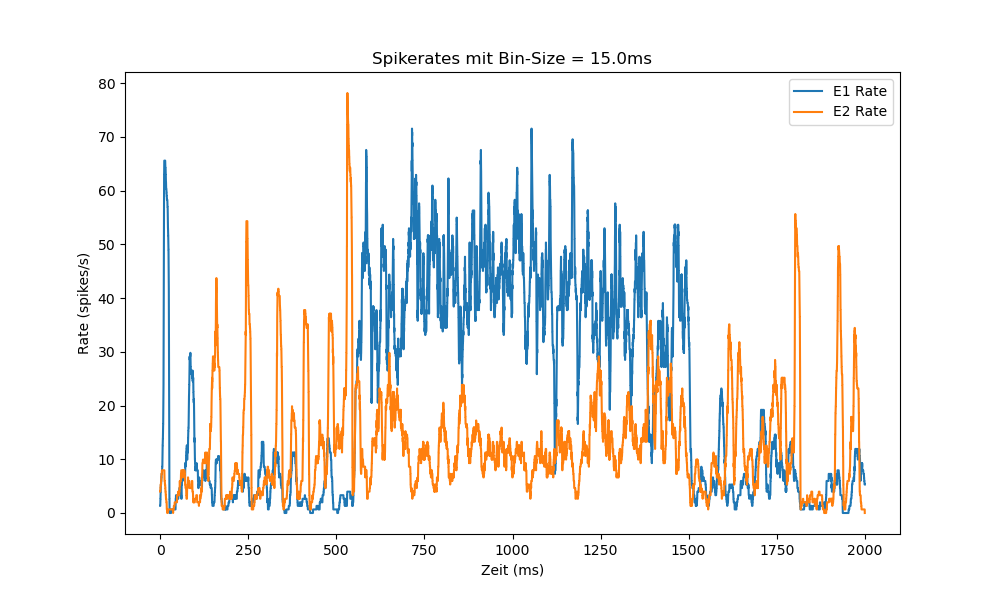 Spikerates mit Bin-Size = 15.0ms
E1 Rate
E2 Rate
Rate (spikes/s)
80
70
60
50
40
30
20
10
0
0 250 500 750 1000 1250 1500 1750 2000
Zeit (ms)